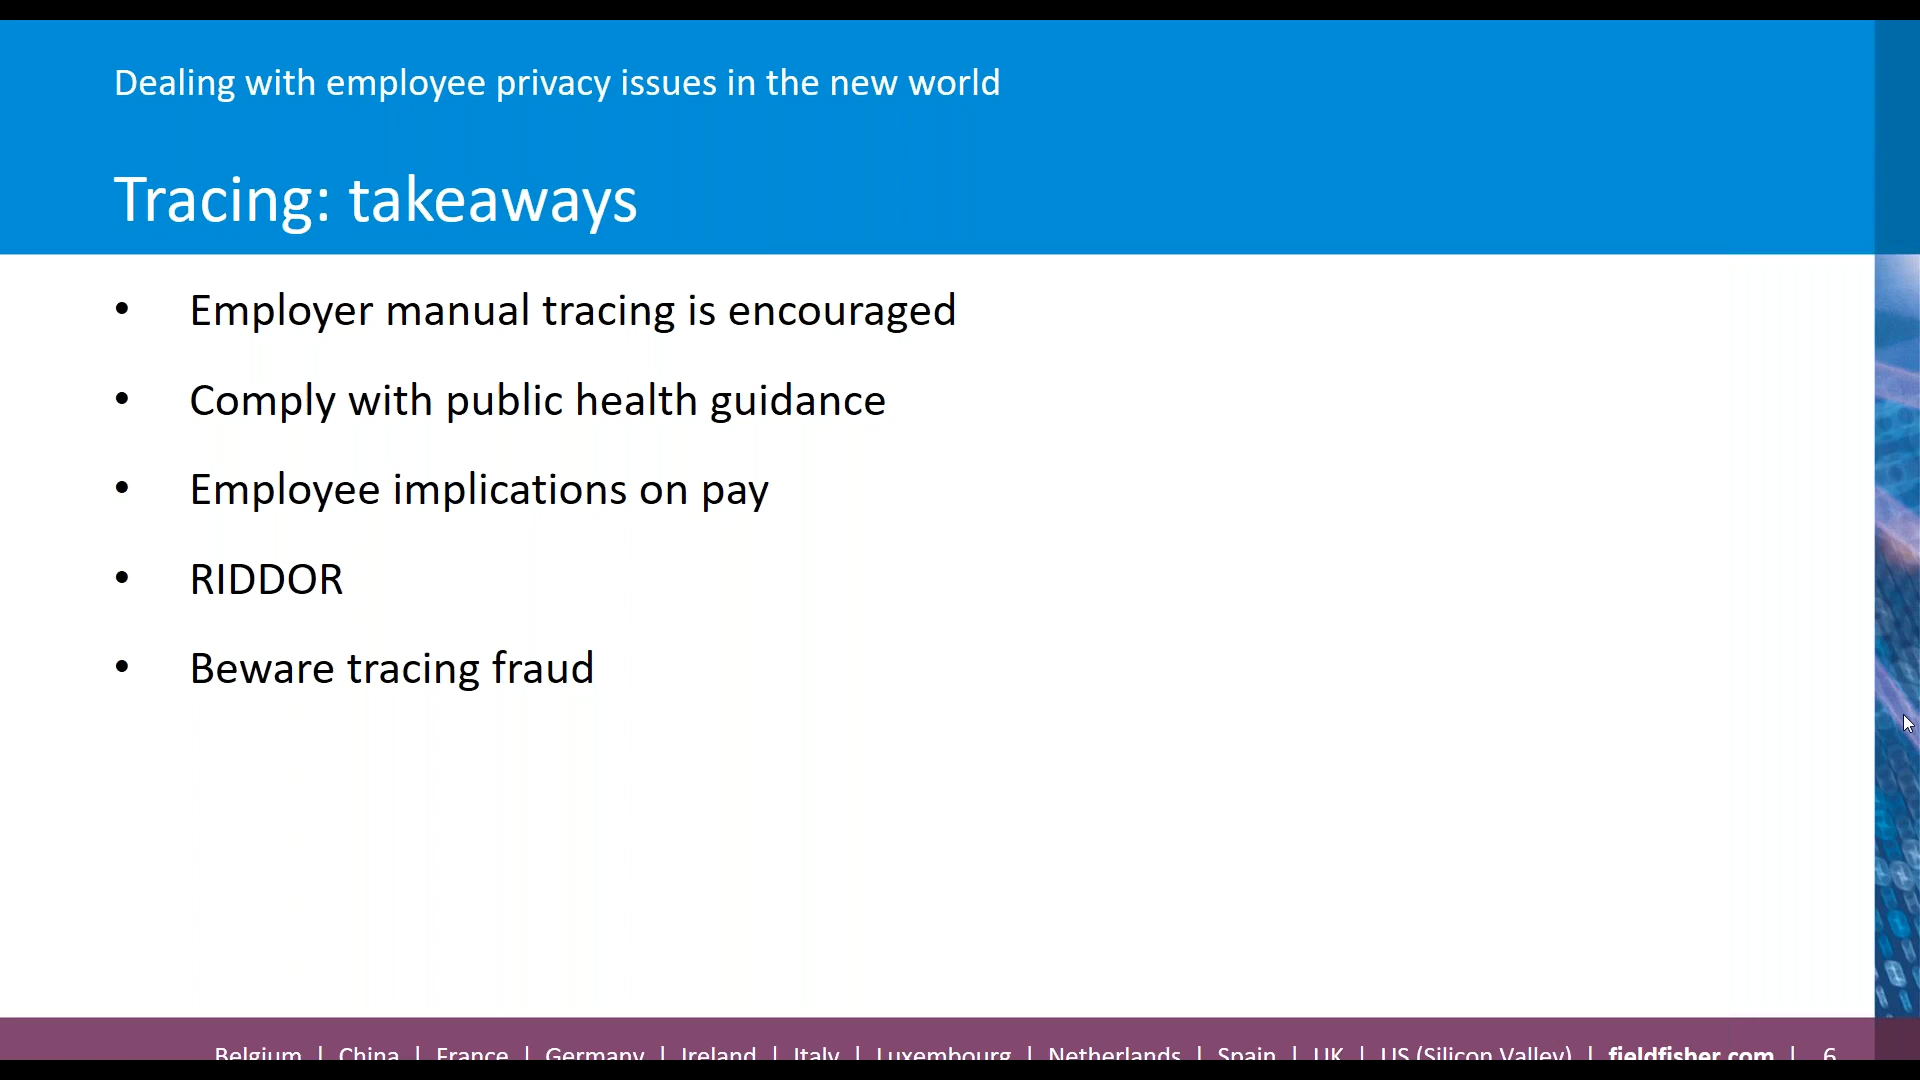 Dealing with employee privacy issues in the new world
Tracing: takeaways
• Employer manual tracing is encouraged
• Comply with public health guidance
• Employee implications on pay
• RIDDOR
• Beware tracing fraud
Belgium | China | France | Germany | Ireland | Italy | Luxembourg | Netherlands | Spain | UK | US (Silicon Valley) | fieldfisher.com | 6